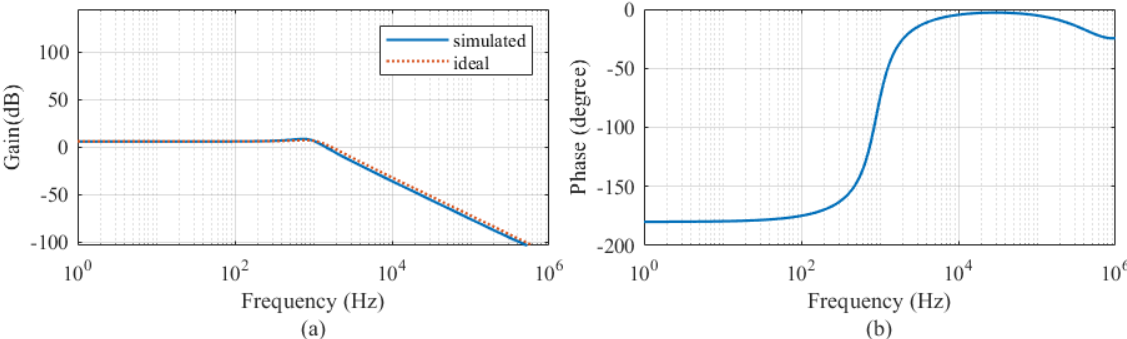 100
50
0
-50
-100
Gain(dB)
simulated
ideal
10^0
10^2
10^4
10^6
Frequency (Hz)
(a)
0
-50
-100
-150
-200
Phase (degree)
10^0
10^2
10^4
10^6
Frequency (Hz)
(b)